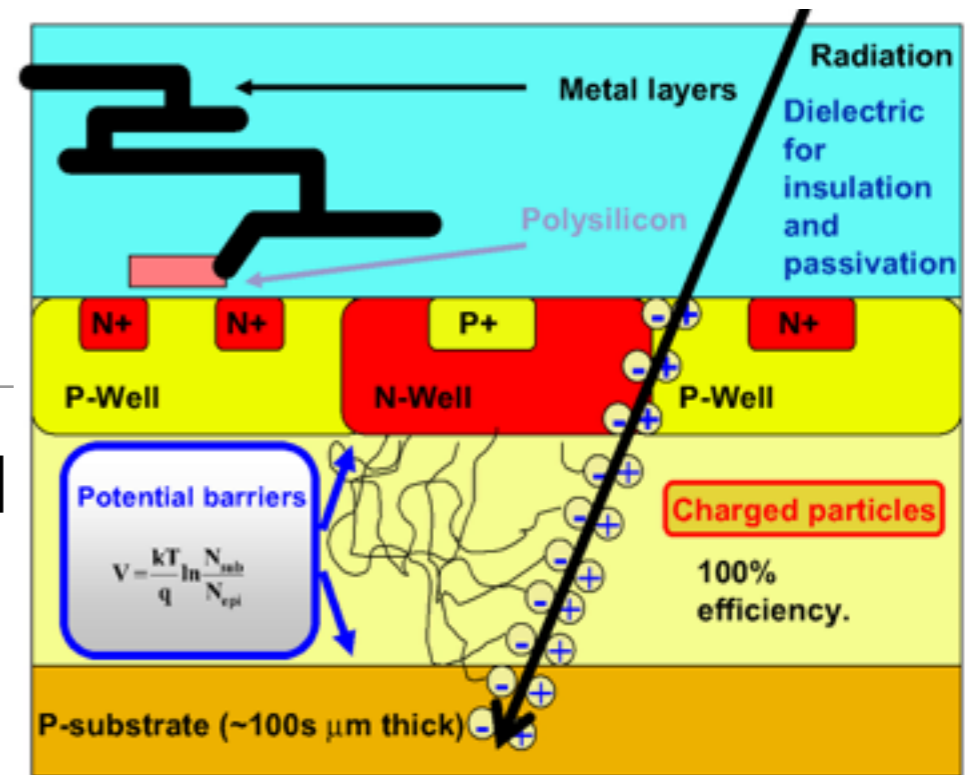 Radiation
Metal layers
Dielectric
for
insulation
and
passivation
Polysilicon
N+
N+
P+
N+
P-Well
N-Well
P-Well
Potential barriers
V = kT/q ln N_sub/N_epi
Charged particles
100%
efficiency.
P-substrate (~100s μm thick)
- +
- +
- +
- +
- +
- +
- +
- +
- +
- +